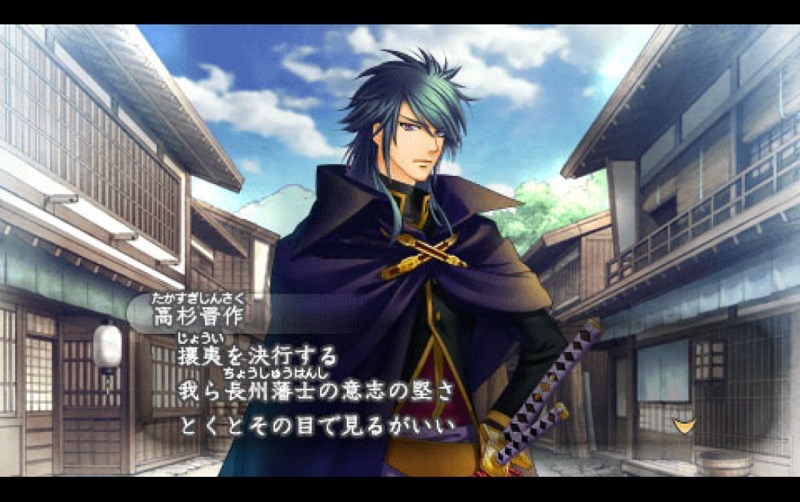 たかすぎしんさく
高杉晋作
じょうい
攘夷を決行する
ちょうしゅうはんし
我ら長州藩士の意志の堅さ
とくとその目で見るがいい